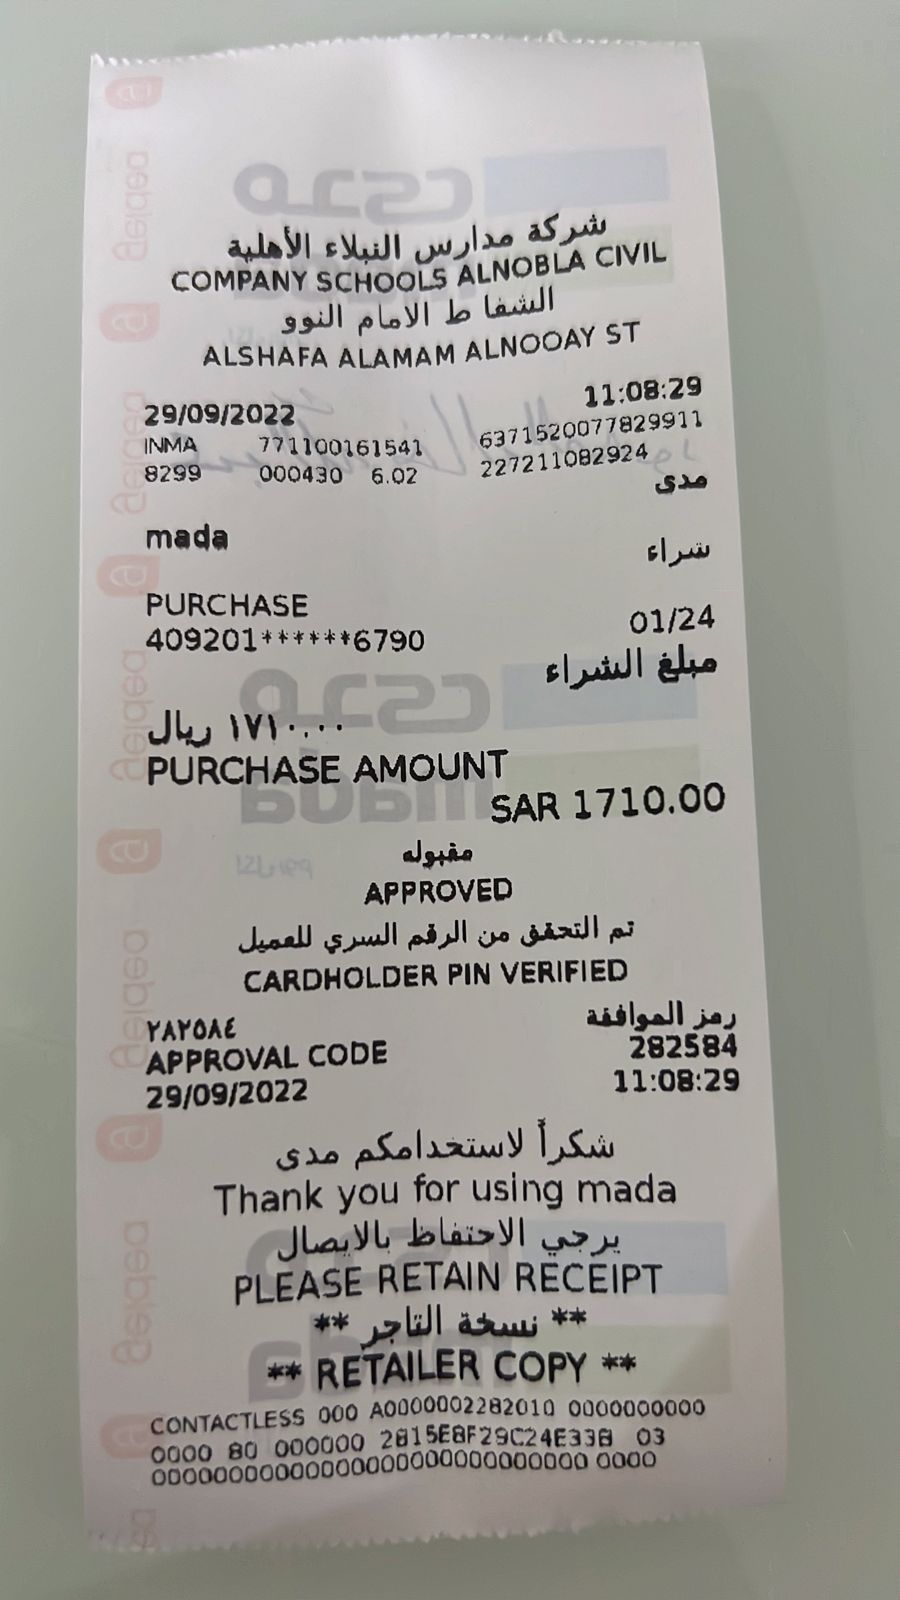 شركة مدارس النبلاء الأهلية
COMPANY SCHOOLS ALNOBLA CIVIL
الشفا ط الامام النوو
ALSHAFA ALAMAM ALNOOAY ST
29/09/2022 11:08:29
INMA 771100161541 6371520077829911
8299 000430 6.02 227211082924
مدى
mada
شراء
PURCHASE
409201******6790 01/24
مبلغ الشراء
١٧١٠.٠٠ ريال
PURCHASE AMOUNT
SAR 1710.00
مقبوله
APPROVED
تم التحقق من الرقم السري للعميل
CARDHOLDER PIN VERIFIED
رمز الموافقة ٢٨٢٥٨٤
APPROVAL CODE 282584
29/09/2022 11:08:29
شكراً لاستخدامكم مدى
Thank you for using mada
يرجي الاحتفاظ بالايصال
PLEASE RETAIN RECEIPT
** نسخة التاجر **
** RETAILER COPY **
CONTACTLESS 000 A0000002282010 0000000000
0000 80 000000 2815E8F29C24E33B 03
0000000000000000000000000000000 0000